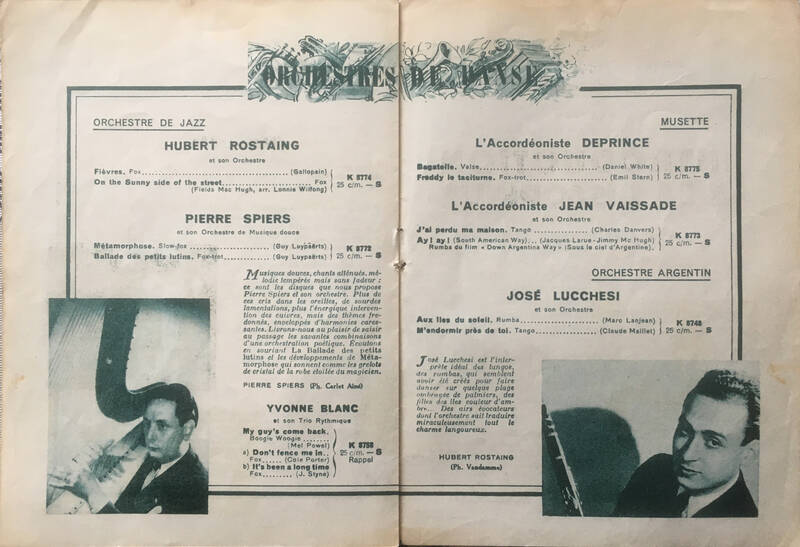 ORCHESTRES DE DANSE
ORCHESTRE DE JAZZ
HUBERT ROSTAING
et son Orchestre
Fièvres. Fox (Gallopain)
On the Sunny side of the street Fox
(Fields Mac Hugh, arr. Lonnie Wilfong)
K 8774
25 c/m. — S
PIERRE SPIERS
et son Orchestre de Musique douce
Métamorphose. Slow-fox (Guy Luypaërts)
Ballade des petits lutins. Fox-trot (Guy Luypaërts)
K 8772
25 c/m. — S
Musiques douces, chants atténués, mé-
lodie tempérée mais sans fadeur :
ce sont les disques que nous propose
Pierre Spiers et son orchestre. Plus de
ces cris dans les oreilles, de sourdes
lamentations, plus l'énergique interven-
tion des cuivres, mais des thèmes fre-
donnés, enveloppés d'harmonies cares-
santes. Livrons-nous au plaisir de saisir
au passage les savantes combinaisons
d'une orchestration poétique. Ecoutons
en souriant La Ballade des petits
lutins et les développements de Méta-
morphose qui sonnent comme les grelots
de cristal de la robe étoilée du magicien.
PIERRE SPIERS (Ph. Carlet Aîné)
YVONNE BLANC
et son Trio Rythmique
My guy's come back.
Boogie Woogie
(Mel Powel)
a) Don't fence me in..
Fox (Cole Porter)
b) It's been a long time
Fox (J. Styne)
K 8758
25 c/m. — S
Rappel
MUSETTE
L'Accordéoniste DEPRINCE
et son Orchestre
Bagatelle. Valse (Daniel White)
Freddy le taciturne. Fox-trot (Emil Stern)
K 8775
25 c/m. — S
L'Accordéoniste JEAN VAISSADE
et son Orchestre
J'ai perdu ma maison. Tango (Charles Danvers)
Ay! ay! (South American Way) (Jacques Larue-Jimmy Mc Hugh)
Rumba du film « Down Argentina Way » (Sous le ciel d'Argentine).
K 8773
25 c/m. — S
ORCHESTRE ARGENTIN
JOSÉ LUCCHESI
et son Orchestre
Aux îles du soleil. Rumba (Marc Lanjean)
M'endormir près de toi. Tango (Claude Maillet)
K 8748
25 c/m. — S
José Lucchesi est l'inter-
prète idéal des tangos,
des rumbas, qui semblent
avoir été créés pour faire
danser sur quelque plage
ombragée de palmiers, des
filles des îles couleur d'am-
bre... Des airs évocateurs
dont l'orchestre sait traduire
miraculeusement tout le
charme langoureux.
HUBERT ROSTAING
(Ph. Vandamme)